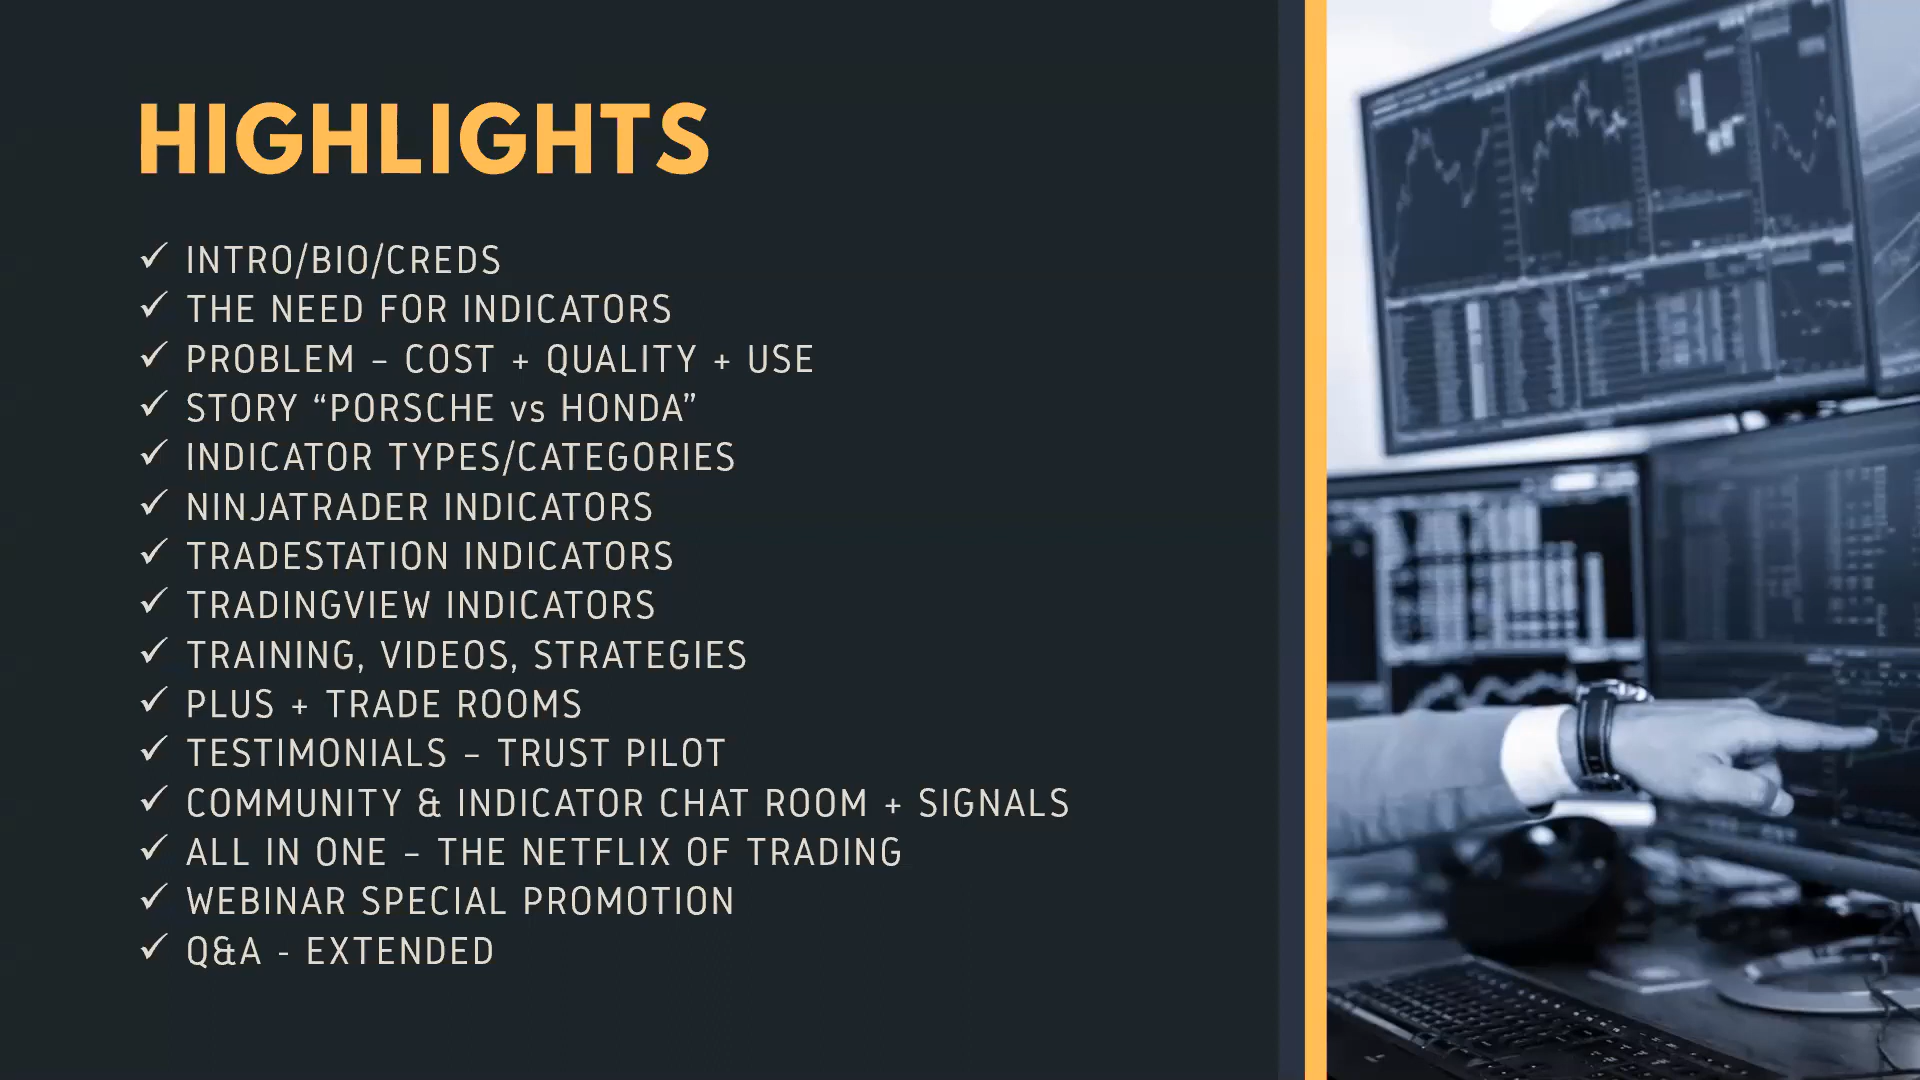 HIGHLIGHTS
✓ INTRO/BIO/CREDS
✓ THE NEED FOR INDICATORS
✓ PROBLEM – COST + QUALITY + USE
✓ STORY “PORSCHE vs HONDA”
✓ INDICATOR TYPES/CATEGORIES
✓ NINJATRADER INDICATORS
✓ TRADESTATION INDICATORS
✓ TRADINGVIEW INDICATORS
✓ TRAINING, VIDEOS, STRATEGIES
✓ PLUS + TRADE ROOMS
✓ TESTIMONIALS – TRUST PILOT
✓ COMMUNITY & INDICATOR CHAT ROOM + SIGNALS
✓ ALL IN ONE – THE NETFLIX OF TRADING
✓ WEBINAR SPECIAL PROMOTION
✓ Q&A - EXTENDED